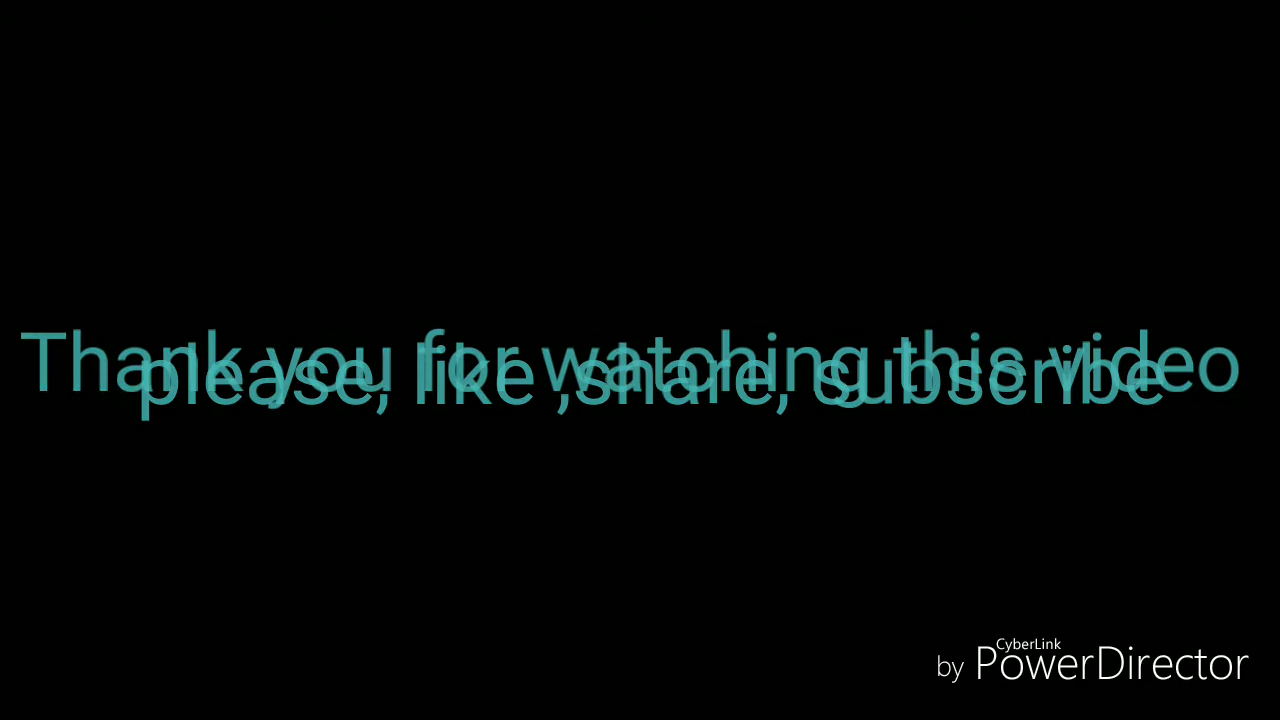 Thank you for watching this video
please, like ,share, subscribe
by CyberLink PowerDirector